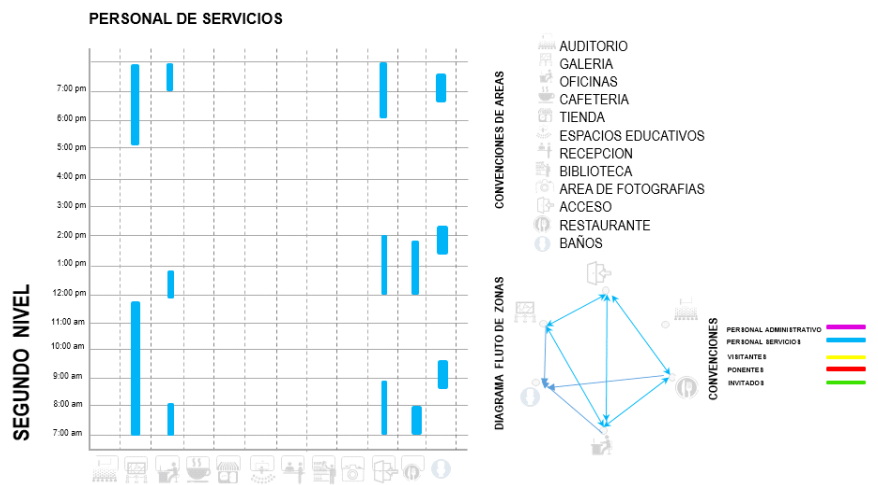 PERSONAL DE SERVICIOS
7:00 pm
6:00 pm
5:00 pm
4:00 pm
3:00 pm
2:00 pm
1:00 pm
12:00 pm
11:00 am
10:00 am
9:00 am
8:00 am
7:00 am
SEGUNDO NIVEL
CONVENCIONES DE AREAS
AUDITORIO
GALERIA
OFICINAS
CAFETERIA
TIENDA
ESPACIOS EDUCATIVOS
RECEPCION
BIBLIOTECA
AREA DE FOTOGRAFIAS
ACCESO
RESTAURANTE
BAÑOS
DIAGRAMA FLUTO DE ZONAS
CONVENCIONES
PERSONAL ADMINISTRATIVO
PERSONAL SERVICIOS
VISITANTES
PONENTES
INVITADOS